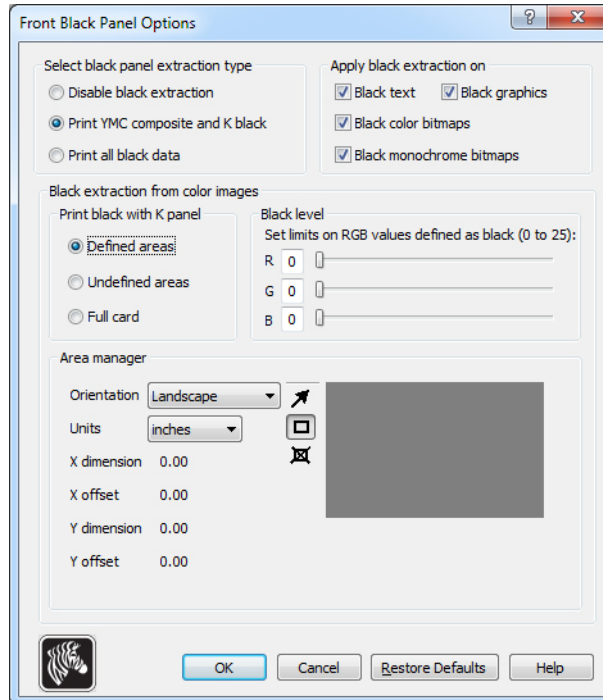 Front Black Panel Options
Select black panel extraction type
Disable black extraction
Print YMC composite and K black
Print all black data
Apply black extraction on
Black text
Black graphics
Black color bitmaps
Black monochrome bitmaps
Black extraction from color images
Print black with K panel
Defined areas
Undefined areas
Full card
Black level
Set limits on RGB values defined as black (0 to 25):
R 0
G 0
B 0
Area manager
Orientation Landscape
Units inches
X dimension 0.00
X offset 0.00
Y dimension 0.00
Y offset 0.00
OK
Cancel
Restore Defaults
Help